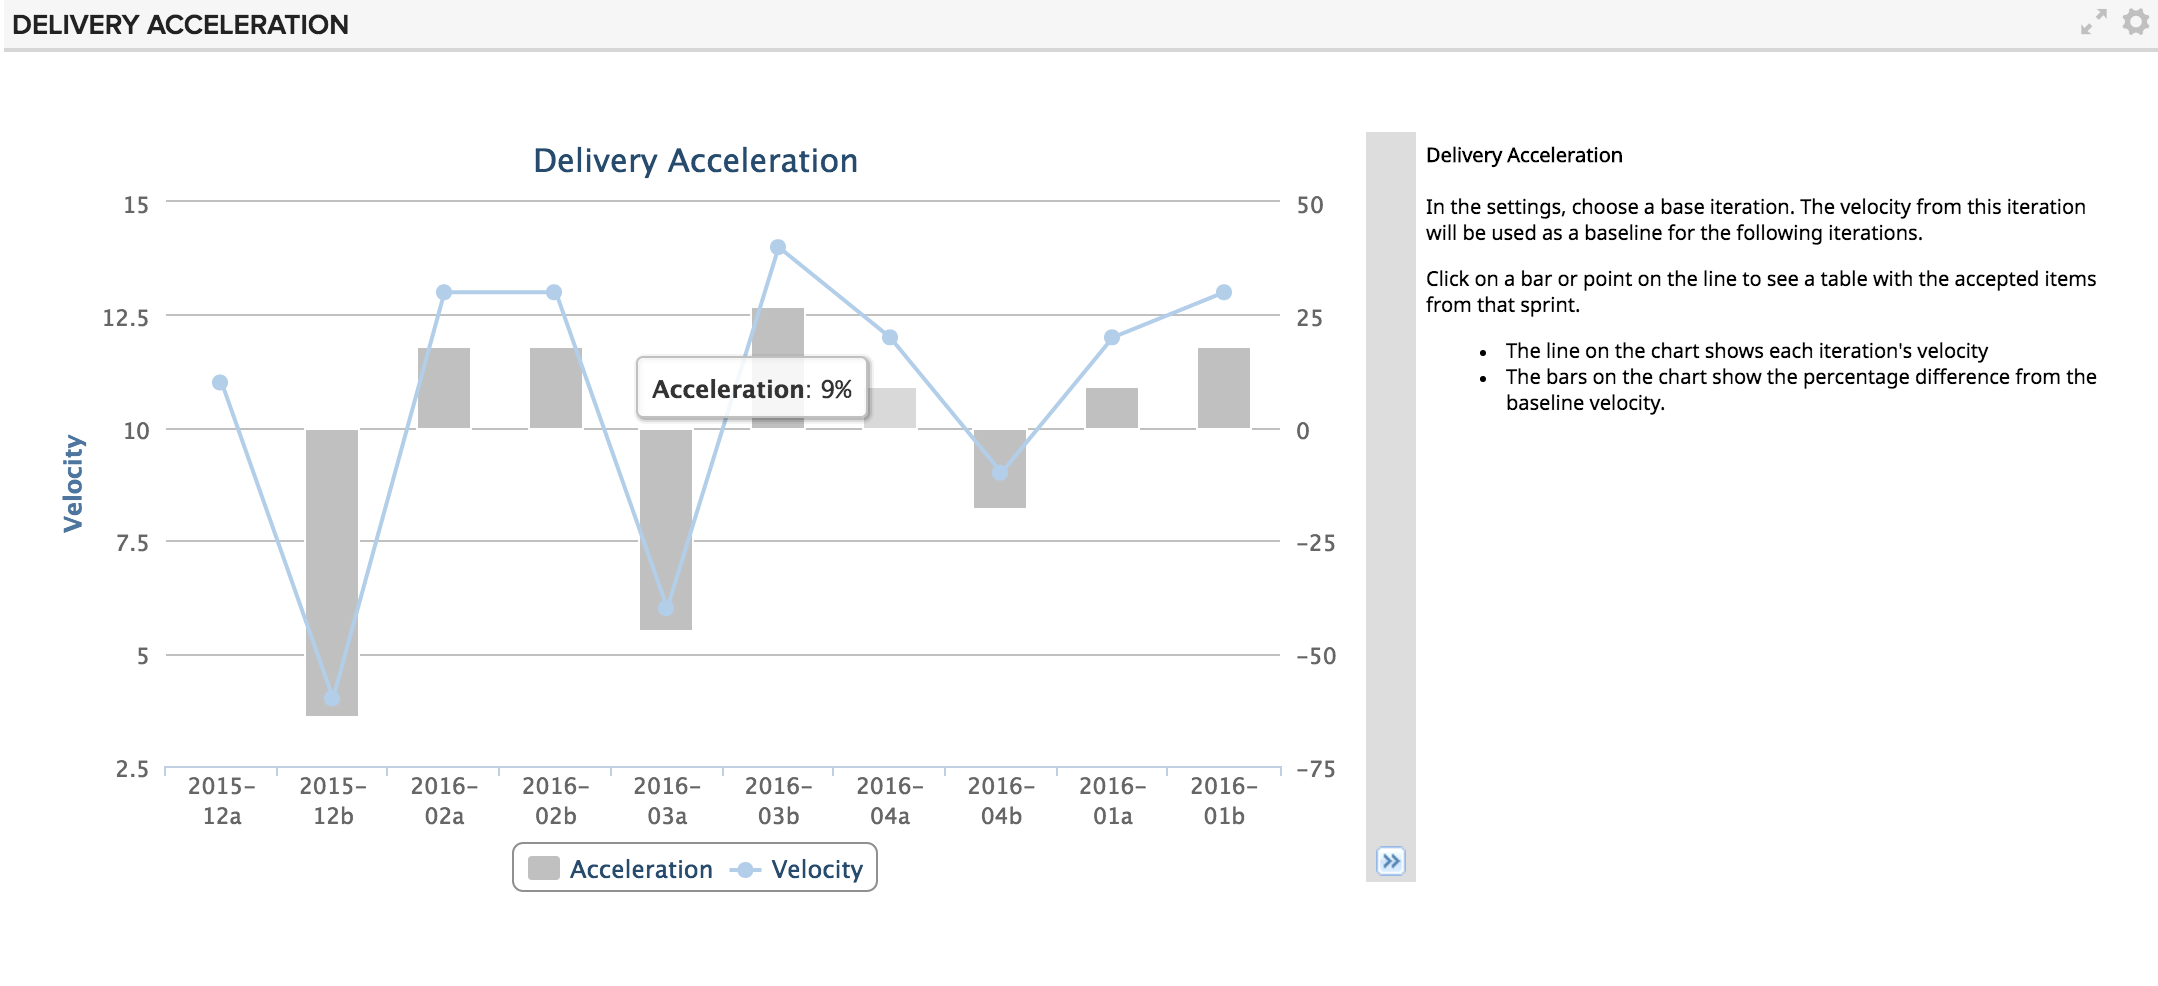 DELIVERY ACCELERATION
Delivery Acceleration
15
12.5
10
7.5
5
2.5
Velocity
50
25
0
−25
−50
−75
Acceleration: 9%
2015-
12a
2015-
12b
2016-
02a
2016-
02b
2016-
03a
2016-
03b
2016-
04a
2016-
04b
2016-
01a
2016-
01b
Acceleration
Velocity
Delivery Acceleration
In the settings, choose a base iteration. The velocity from this iteration
will be used as a baseline for the following iterations.
Click on a bar or point on the line to see a table with the accepted items
from that sprint.
• The line on the chart shows each iteration's velocity
• The bars on the chart show the percentage difference from the
baseline velocity.